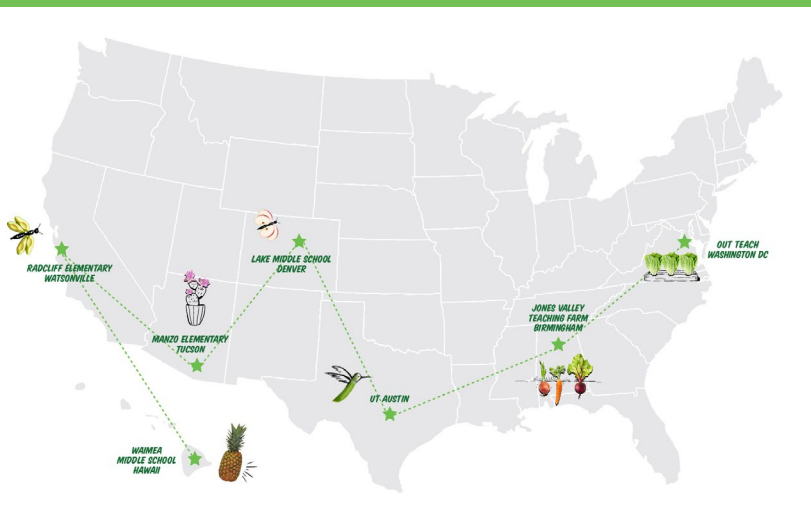 RADCLIFF ELEMENTARY
WATSONVILLE
LAKE MIDDLE SCHOOL
DENVER
OUT TEACH
WASHINGTON DC
MANZO ELEMENTARY
TUCSON
JONES VALLEY
TEACHING FARM
BIRMINGHAM
UT AUSTIN
WAIMEA
MIDDLE SCHOOL
HAWAII